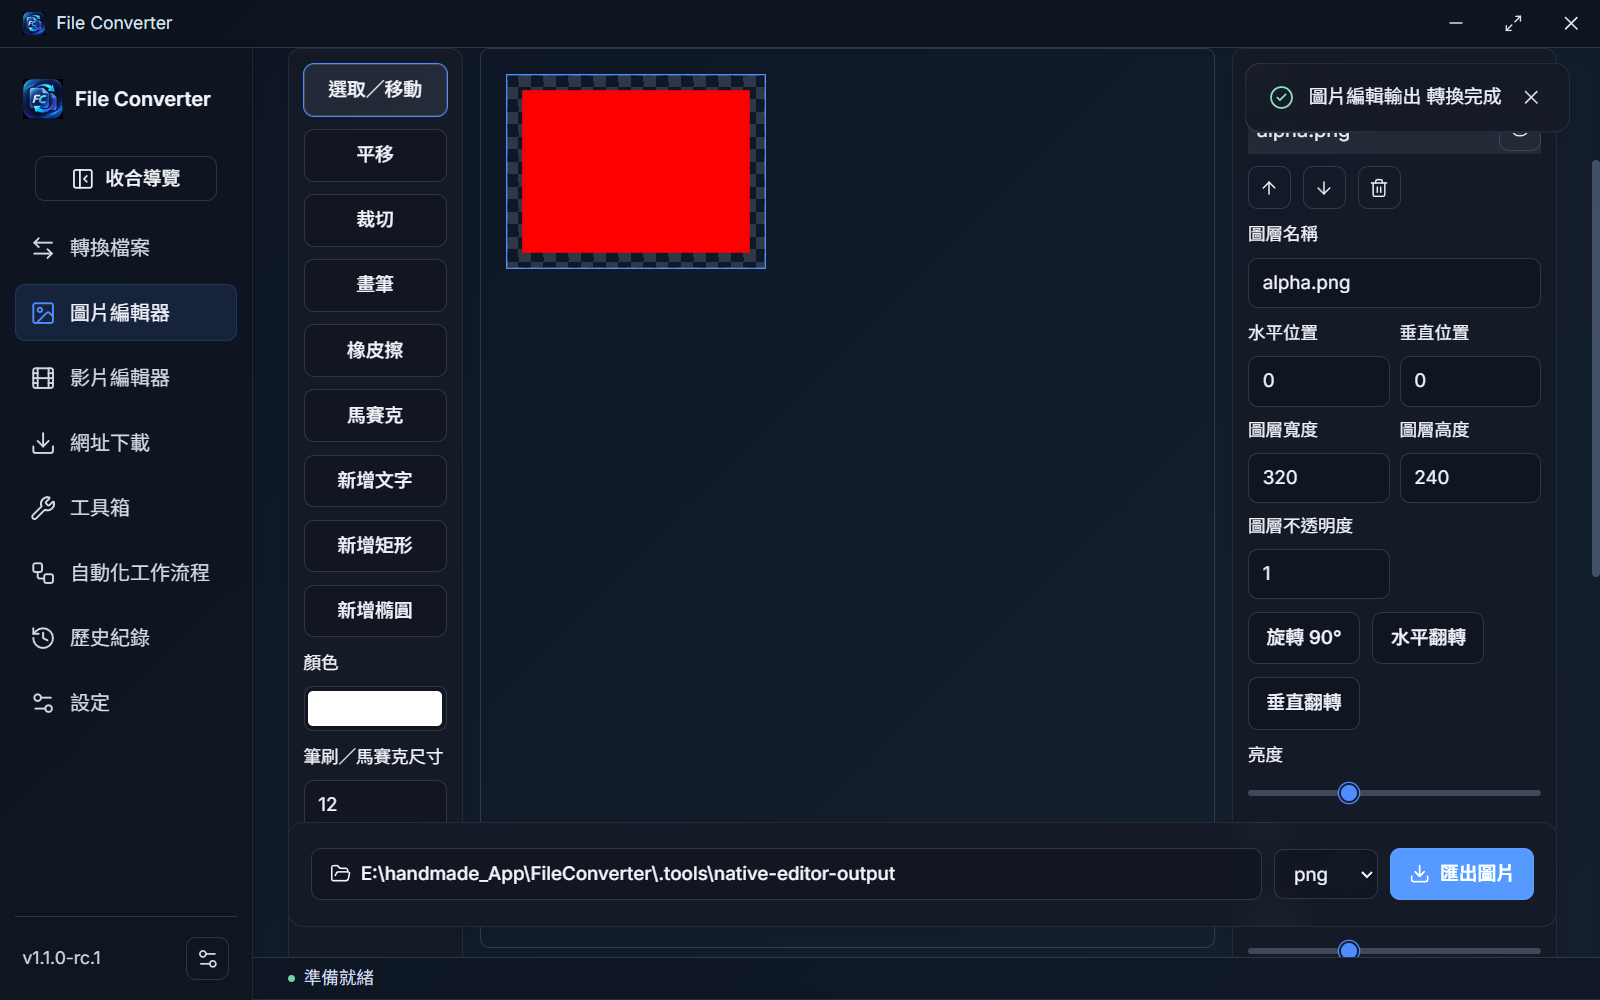 File Converter
File Converter
收合導覽
轉換檔案
圖片編輯器
影片編輯器
網址下載
工具箱
自動化工作流程
歷史紀錄
設定
v1.1.0-rc.1
選取／移動
平移
裁切
畫筆
橡皮擦
馬賽克
新增文字
新增矩形
新增橢圓
顏色
筆刷／馬賽克尺寸
12
圖片編輯輸出 轉換完成
alpha.png
圖層名稱
alpha.png
水平位置 垂直位置
0 0
圖層寬度 圖層高度
320 240
圖層不透明度
1
旋轉 90° 水平翻轉
垂直翻轉
亮度
E:\handmade_App\FileConverter\.tools\native-editor-output
png
匯出圖片
準備就緒